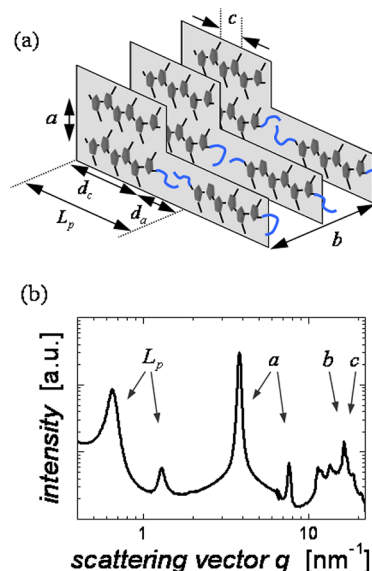 (a)
c
a
d_c
d_a
L_p
b
(b)
intensity [a.u.]
L_p
a
b
c
1
10
scattering vector q [nm⁻¹]